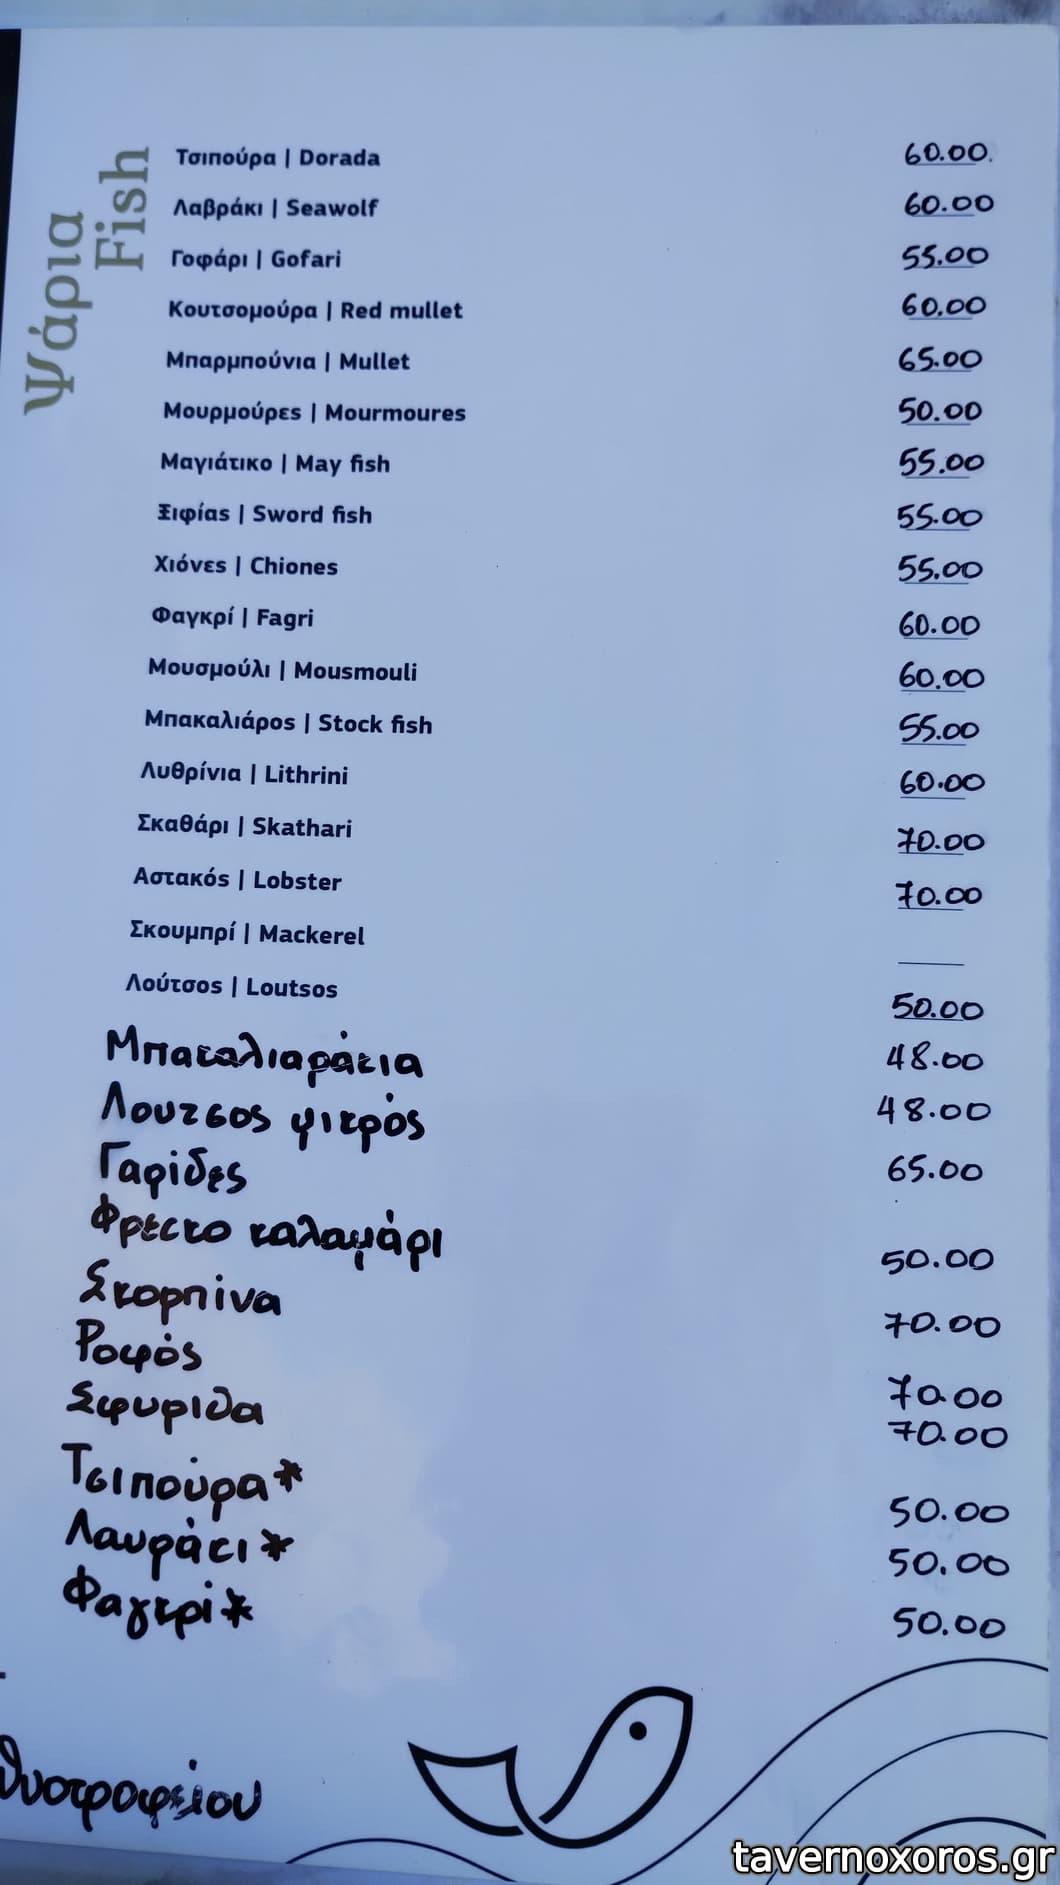 Ψάρια
Fish
Τσιπούρα | Dorada 60.00
Λαβράκι | Seawolf 60.00
Γοφάρι | Gofari 55.00
Κουτσομούρα | Red mullet 60.00
Μπαρμπούνια | Mullet 65.00
Μουρμούρες | Mourmoures 50.00
Μαγιάτικο | May fish 55.00
Ξιφίας | Sword fish 55.00
Χιόνες | Chiones 55.00
Φαγκρί | Fagri 60.00
Μουσμούλι | Mousmouli 60.00
Μπακαλιάρος | Stock fish 55.00
Λυθρίνια | Lithrini 60.00
Σκαθάρι | Skathari 70.00
Αστακός | Lobster 70.00
Σκουμπρί | Mackerel
Λούτσος | Loutsos 50.00
Μπακαλιαράκια 48.00
Λουτσος ψικρός 48.00
Γαρίδες 65.00
Φρέσκο καλαμάρι 50.00
Σκορπίνα 70.00
Ροφός 70.00
Σφυρίδα 70.00
Τσιπούρα* 50.00
Λαυράκι* 50.00
Φαγκρί* 50.00
θυοτροφείου
tavernoxoros.gr